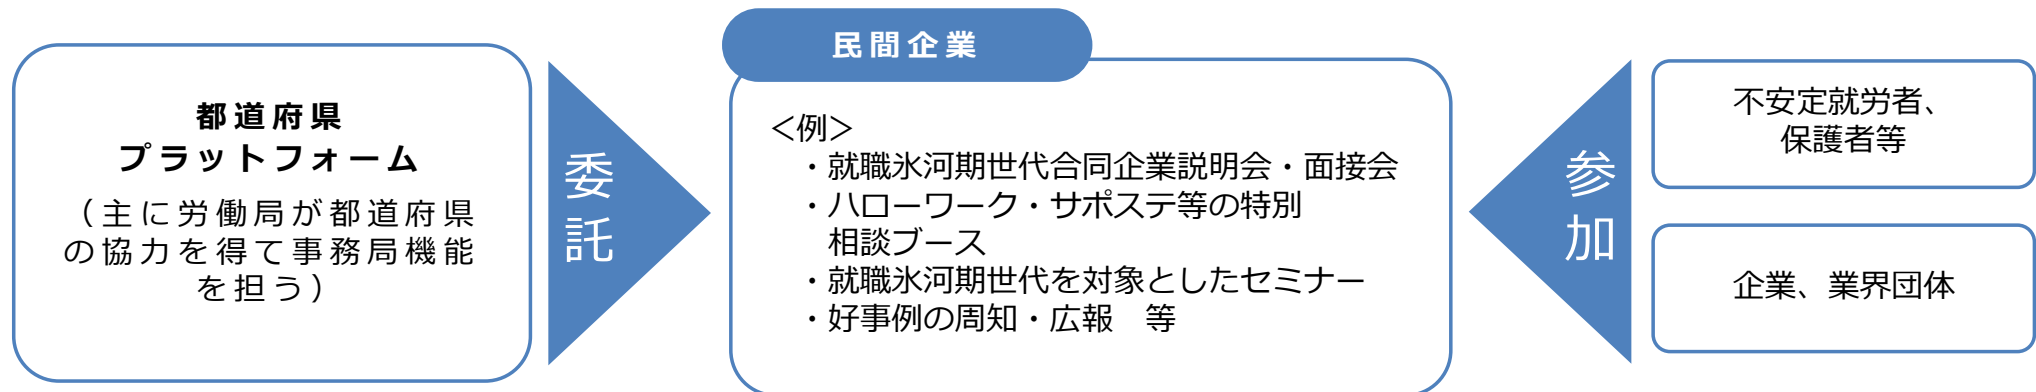 都道府県
プラットフォーム
（主に労働局が都道府県
の協力を得て事務局機能
を担う）
委
託
民間企業
＜例＞
・就職氷河期世代合同企業説明会・面接会
・ハローワーク・サポステ等の特別
相談ブース
・就職氷河期世代を対象としたセミナー
・好事例の周知・広報　等
参
加
不安定就労者、
保護者等
企業、業界団体